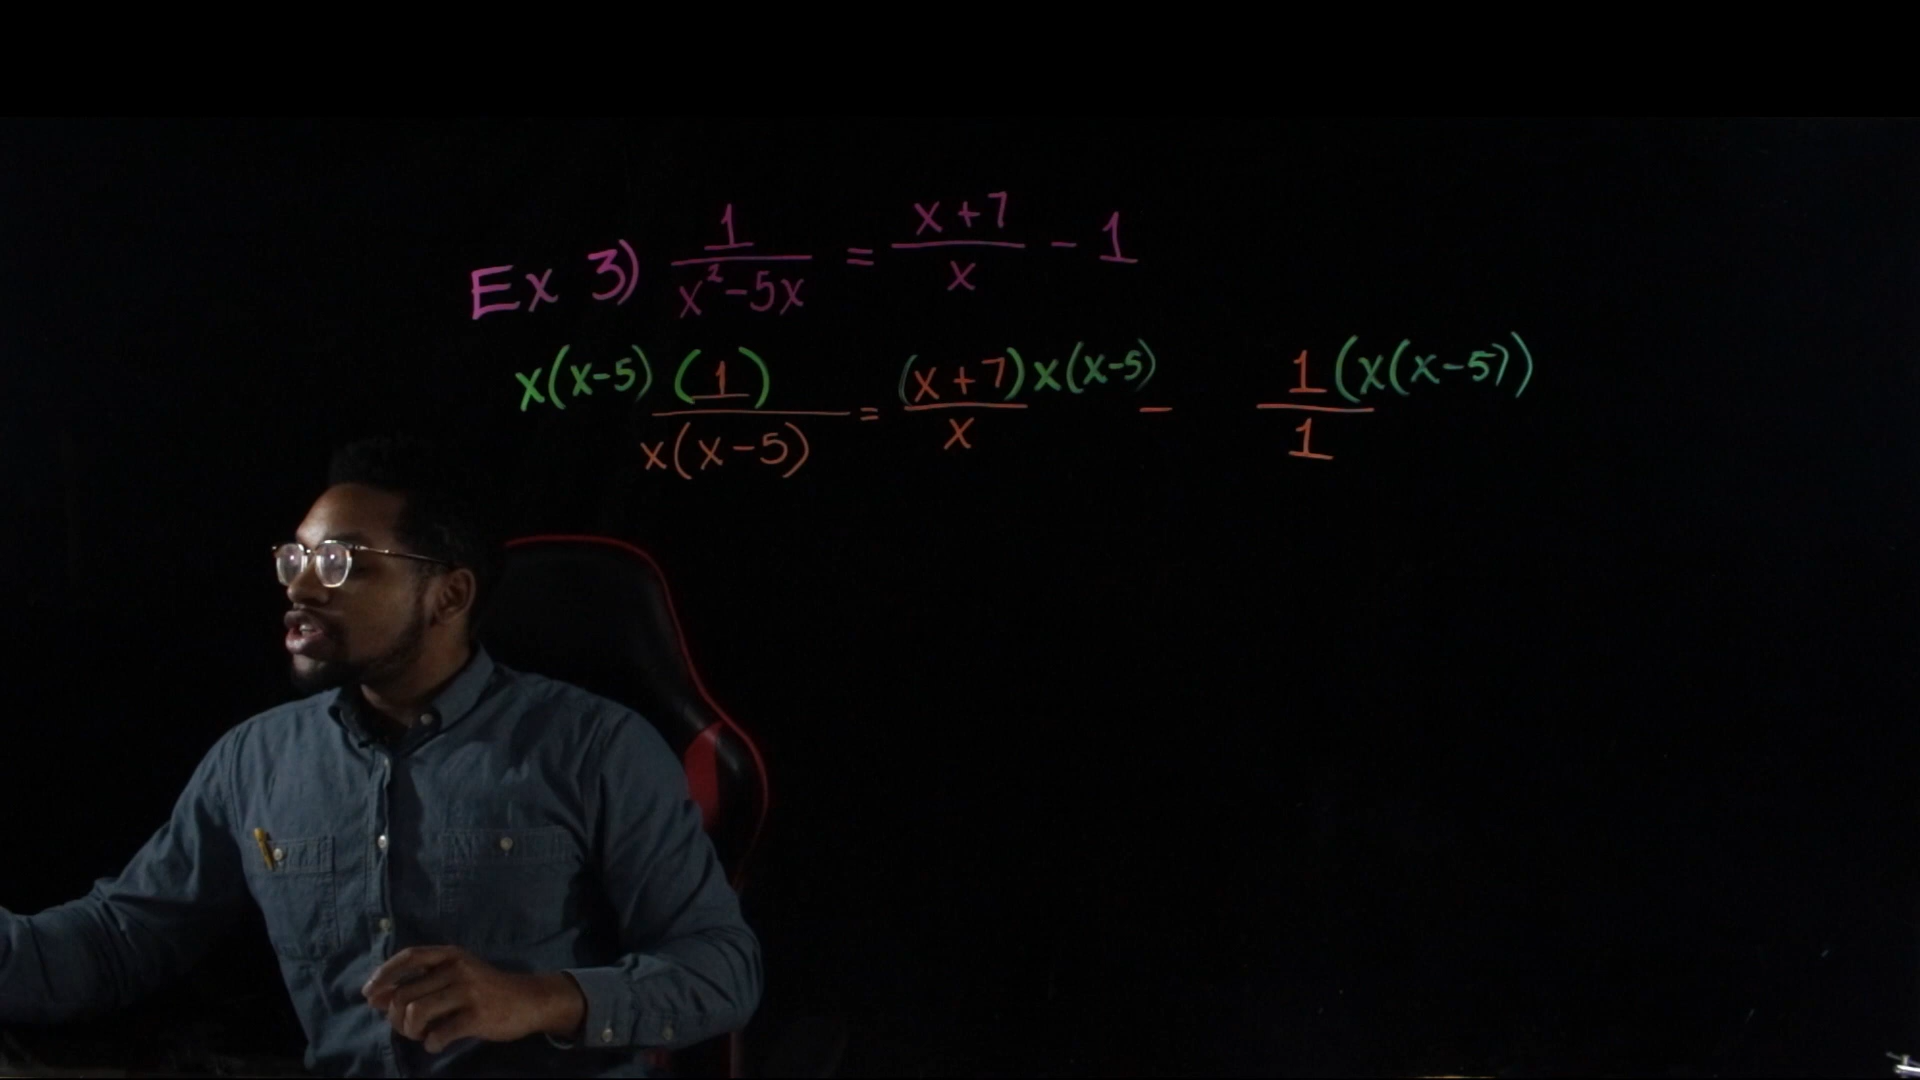 Ex 3) 1/(x²-5x) = (x+7)/x - 1
x(x-5)(1)/(x(x-5)) = (x+7)x(x-5)/x - 1(x(x-5))/1